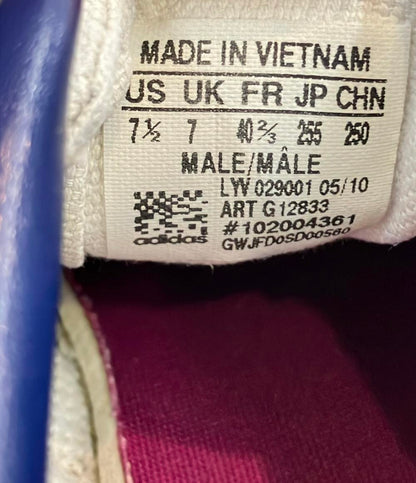 MADE IN VIETNAM
US UK FR JP CHN
7½ 7 40⅔ 255 250
MALE/MÂLE
LYV 029001 05/10
ART G12833
#102004361
adidas GWJFD0SD00560